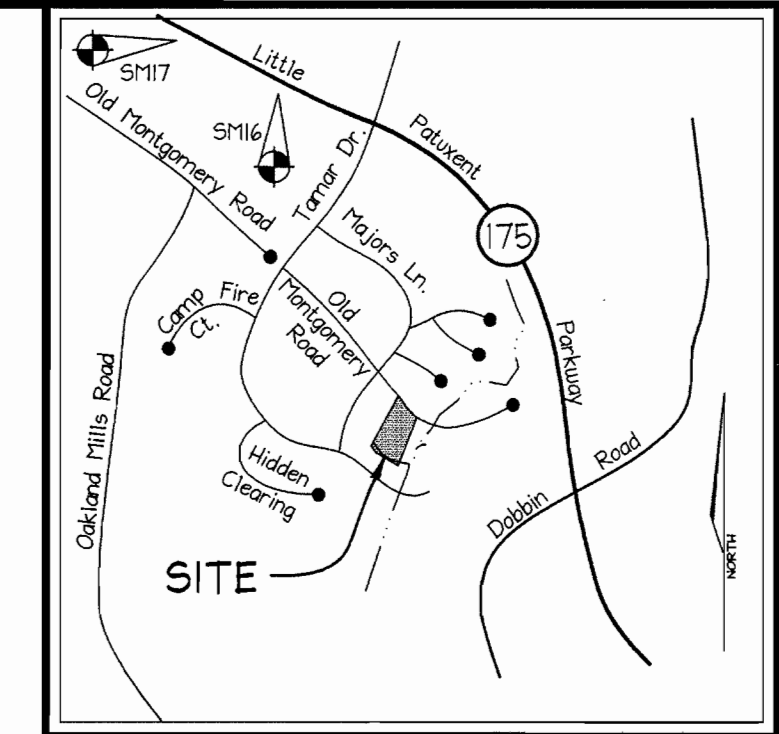 Little
SM17
Old Montgomery Road
SM16
Tamar Dr.
Patuxent
Majors Ln.
175
Camp Fire
Ct.
Old
Montgomery
Road
Parkway
Oakland Mills Road
Hidden
Clearing
Dobbin Road
SITE
NORTH